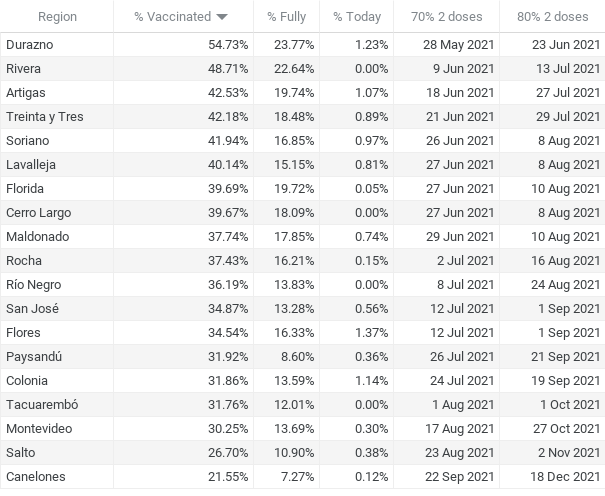 Region % Vaccinated % Fully % Today 70% 2 doses 80% 2 doses
Durazno 54.73% 23.77% 1.23% 28 May 2021 23 Jun 2021
Rivera 48.71% 22.64% 0.00% 9 Jun 2021 13 Jul 2021
Artigas 42.53% 19.74% 1.07% 18 Jun 2021 27 Jul 2021
Treinta y Tres 42.18% 18.48% 0.89% 21 Jun 2021 29 Jul 2021
Soriano 41.94% 16.85% 0.97% 26 Jun 2021 8 Aug 2021
Lavalleja 40.14% 15.15% 0.81% 27 Jun 2021 8 Aug 2021
Florida 39.69% 19.72% 0.05% 27 Jun 2021 10 Aug 2021
Cerro Largo 39.67% 18.09% 0.00% 27 Jun 2021 8 Aug 2021
Maldonado 37.74% 17.85% 0.74% 29 Jun 2021 10 Aug 2021
Rocha 37.43% 16.21% 0.15% 2 Jul 2021 16 Aug 2021
Río Negro 36.19% 13.83% 0.00% 8 Jul 2021 24 Aug 2021
San José 34.87% 13.28% 0.56% 12 Jul 2021 1 Sep 2021
Flores 34.54% 16.33% 1.37% 12 Jul 2021 1 Sep 2021
Paysandú 31.92% 8.60% 0.36% 26 Jul 2021 21 Sep 2021
Colonia 31.86% 13.59% 1.14% 24 Jul 2021 19 Sep 2021
Tacuarembó 31.76% 12.01% 0.00% 1 Aug 2021 1 Oct 2021
Montevideo 30.25% 13.69% 0.30% 17 Aug 2021 27 Oct 2021
Salto 26.70% 10.90% 0.38% 23 Aug 2021 2 Nov 2021
Canelones 21.55% 7.27% 0.12% 22 Sep 2021 18 Dec 2021